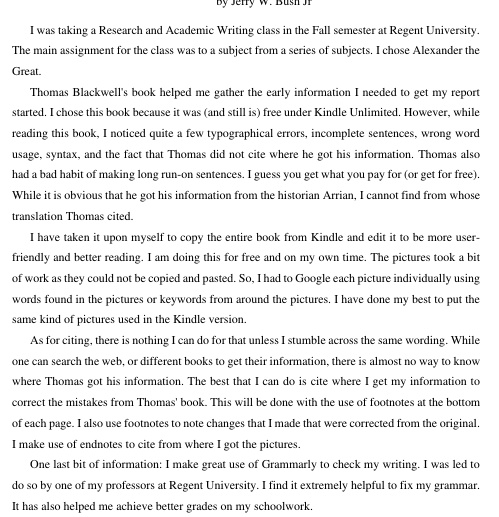 by Jerry W. Bush Jr
I was taking a Research and Academic Writing class in the Fall semester at Regent University.
The main assignment for the class was to a subject from a series of subjects. I chose Alexander the
Great.
Thomas Blackwell's book helped me gather the early information I needed to get my report
started. I chose this book because it was (and still is) free under Kindle Unlimited. However, while
reading this book, I noticed quite a few typographical errors, incomplete sentences, wrong word
usage, syntax, and the fact that Thomas did not cite where he got his information. Thomas also
had a bad habit of making long run-on sentences. I guess you get what you pay for (or get for free).
While it is obvious that he got his information from the historian Arrian, I cannot find from whose
translation Thomas cited.
I have taken it upon myself to copy the entire book from Kindle and edit it to be more user-
friendly and better reading. I am doing this for free and on my own time. The pictures took a bit
of work as they could not be copied and pasted. So, I had to Google each picture individually using
words found in the pictures or keywords from around the pictures. I have done my best to put the
same kind of pictures used in the Kindle version.
As for citing, there is nothing I can do for that unless I stumble across the same wording. While
one can search the web, or different books to get their information, there is almost no way to know
where Thomas got his information. The best that I can do is cite where I get my information to
correct the mistakes from Thomas' book. This will be done with the use of footnotes at the bottom
of each page. I also use footnotes to note changes that I made that were corrected from the original.
I make use of endnotes to cite from where I got the pictures.
One last bit of information: I make great use of Grammarly to check my writing. I was led to
do so by one of my professors at Regent University. I find it extremely helpful to fix my grammar.
It has also helped me achieve better grades on my schoolwork.